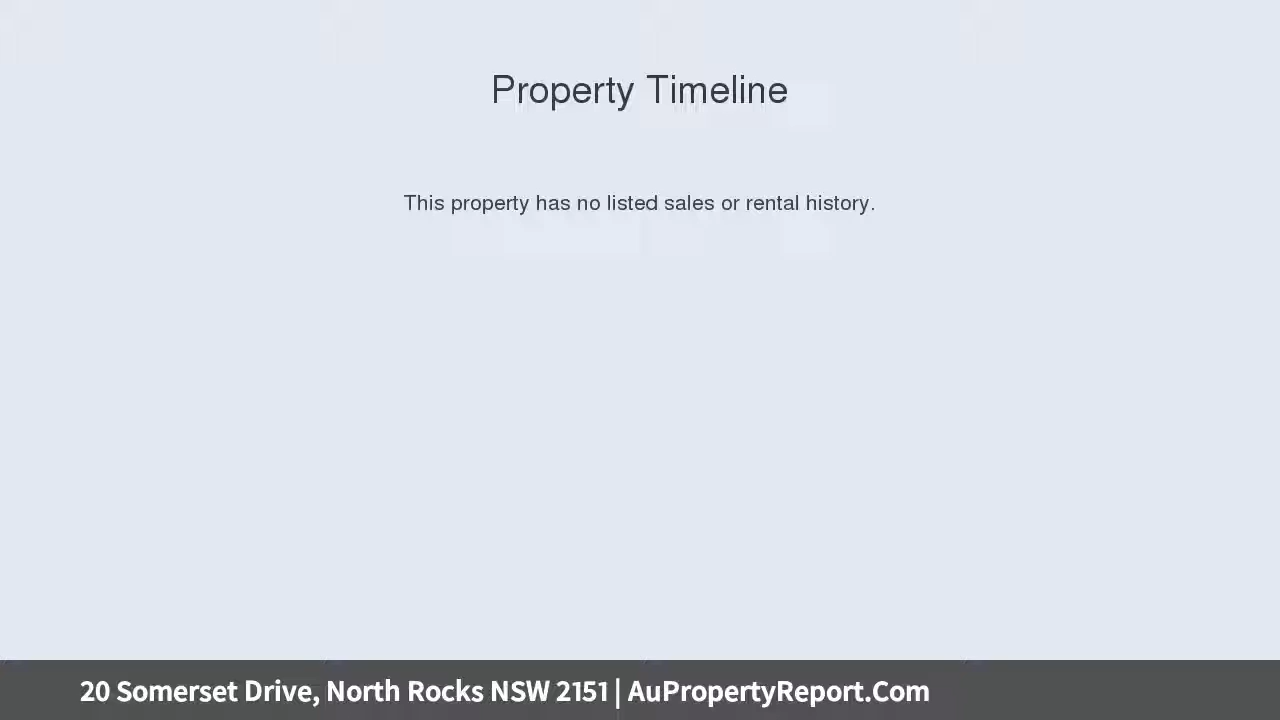 Property Timeline
This property has no listed sales or rental history.
20 Somerset Drive, North Rocks NSW 2151 | AuPropertyReport.Com